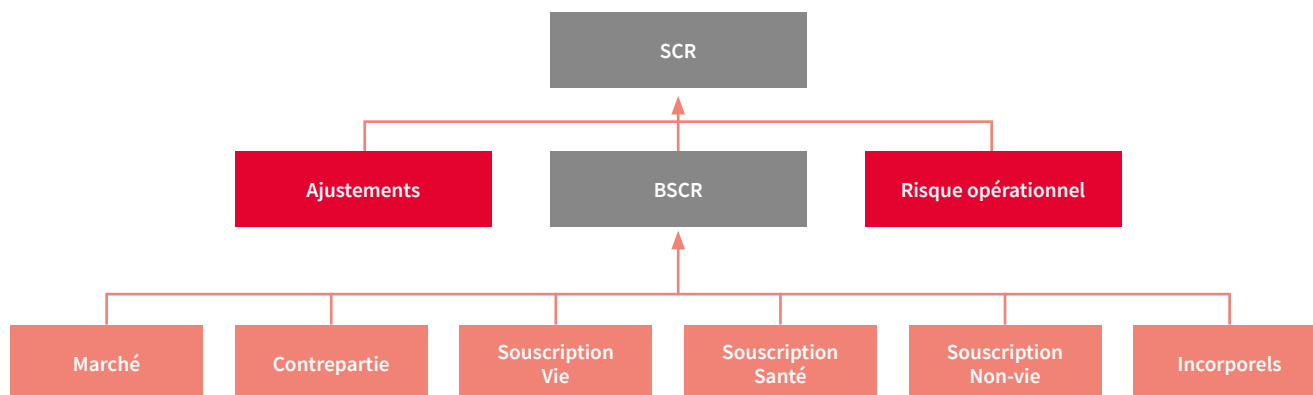 SCR
Ajustements
BSCR
Risque opérationnel
Marché
Contrepartie
Souscription
Vie
Souscription
Santé
Souscription
Non-vie
Incorporels